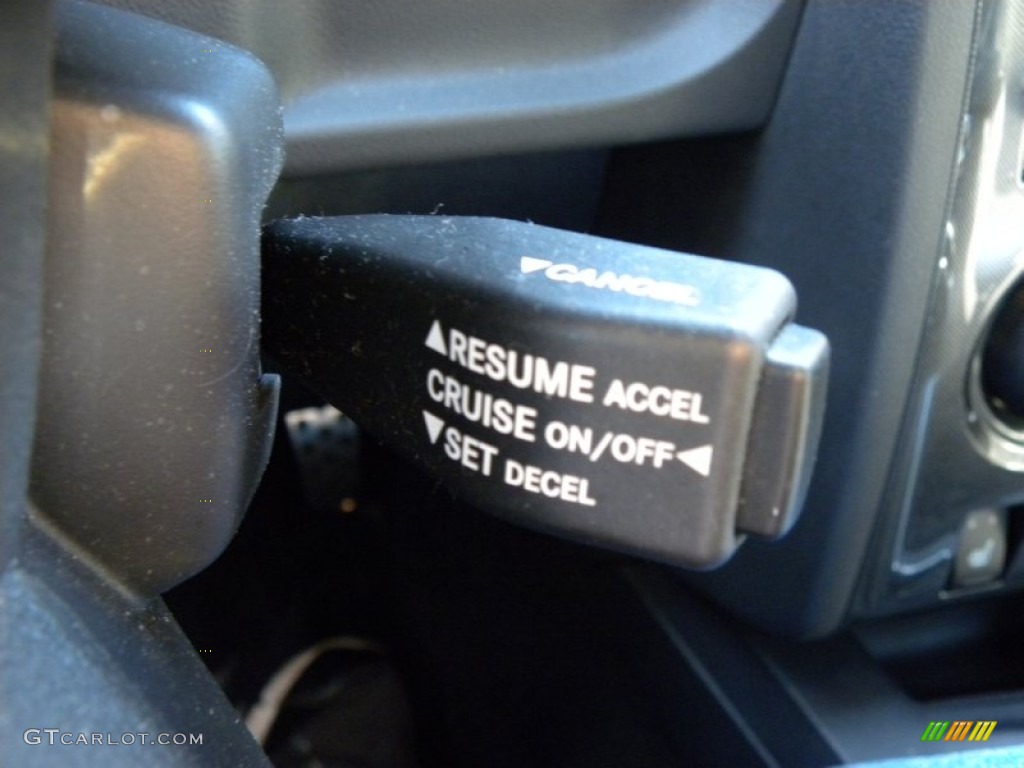 ▼CANCEL
▲RESUME ACCEL
CRUISE ON/OFF◀
▼SET DECEL
GTCARLOT.COM